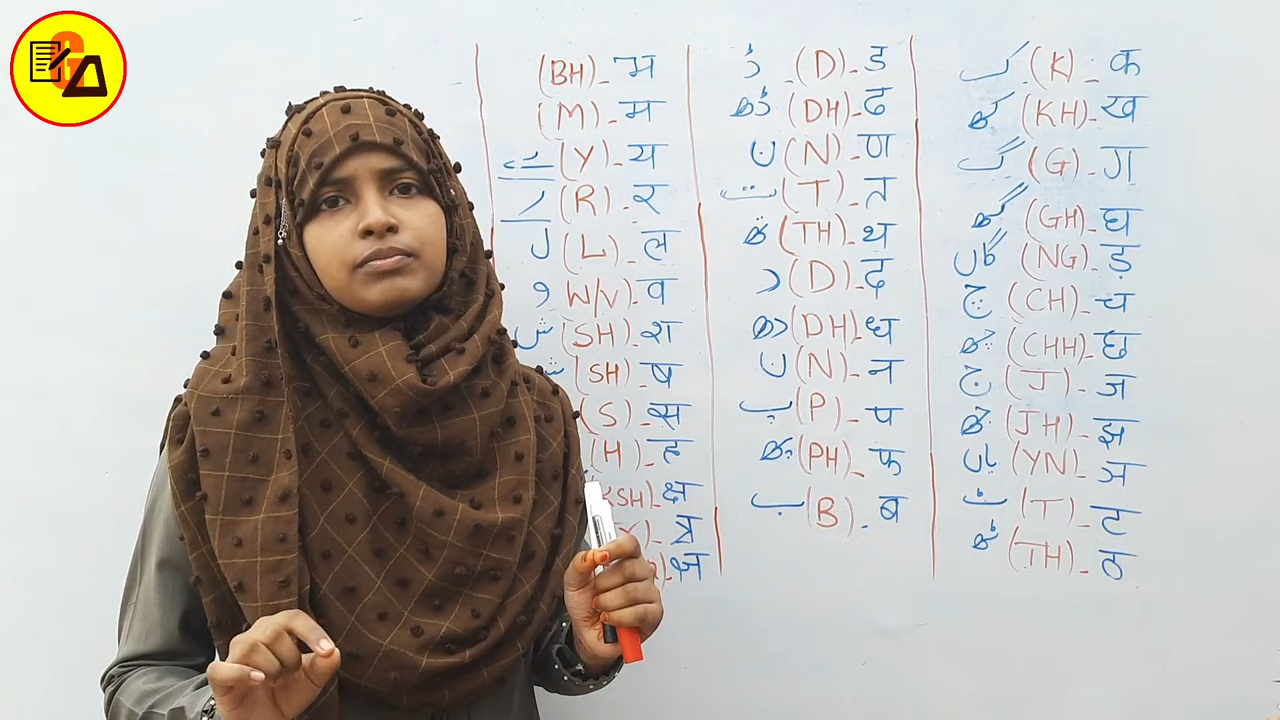 ک (K) - क
کھ (KH) - ख
گ (G) - ग
گھ (GH) - घ
گاں (NG) - ड़
چ (CH) - च
چھ (CHH) - छ
ج (J) - ज
جھ (JH) - झ
یاں (YN) - ञ
ٹ (T) - ट
ٹھ (TH) - ठ
ڈ (D) - ड
ڈھ (DH) - ढ
ن (N) - ण
ت (T) - त
تھ (TH) - थ
د (D) - द
دھ (DH) - ध
ن (N) - न
پ (P) - प
پھ (PH) - फ
ب (B) - ब
(BH) - भ
(M) - म
ے (Y) - य
ر (R) - र
ل (L) - ल
و W/V) - व
ش (SH) - श
(SH) - ष
(S) - स
(H) - ह
KSH) - क्ष
) - त्र
) - ज्ञ